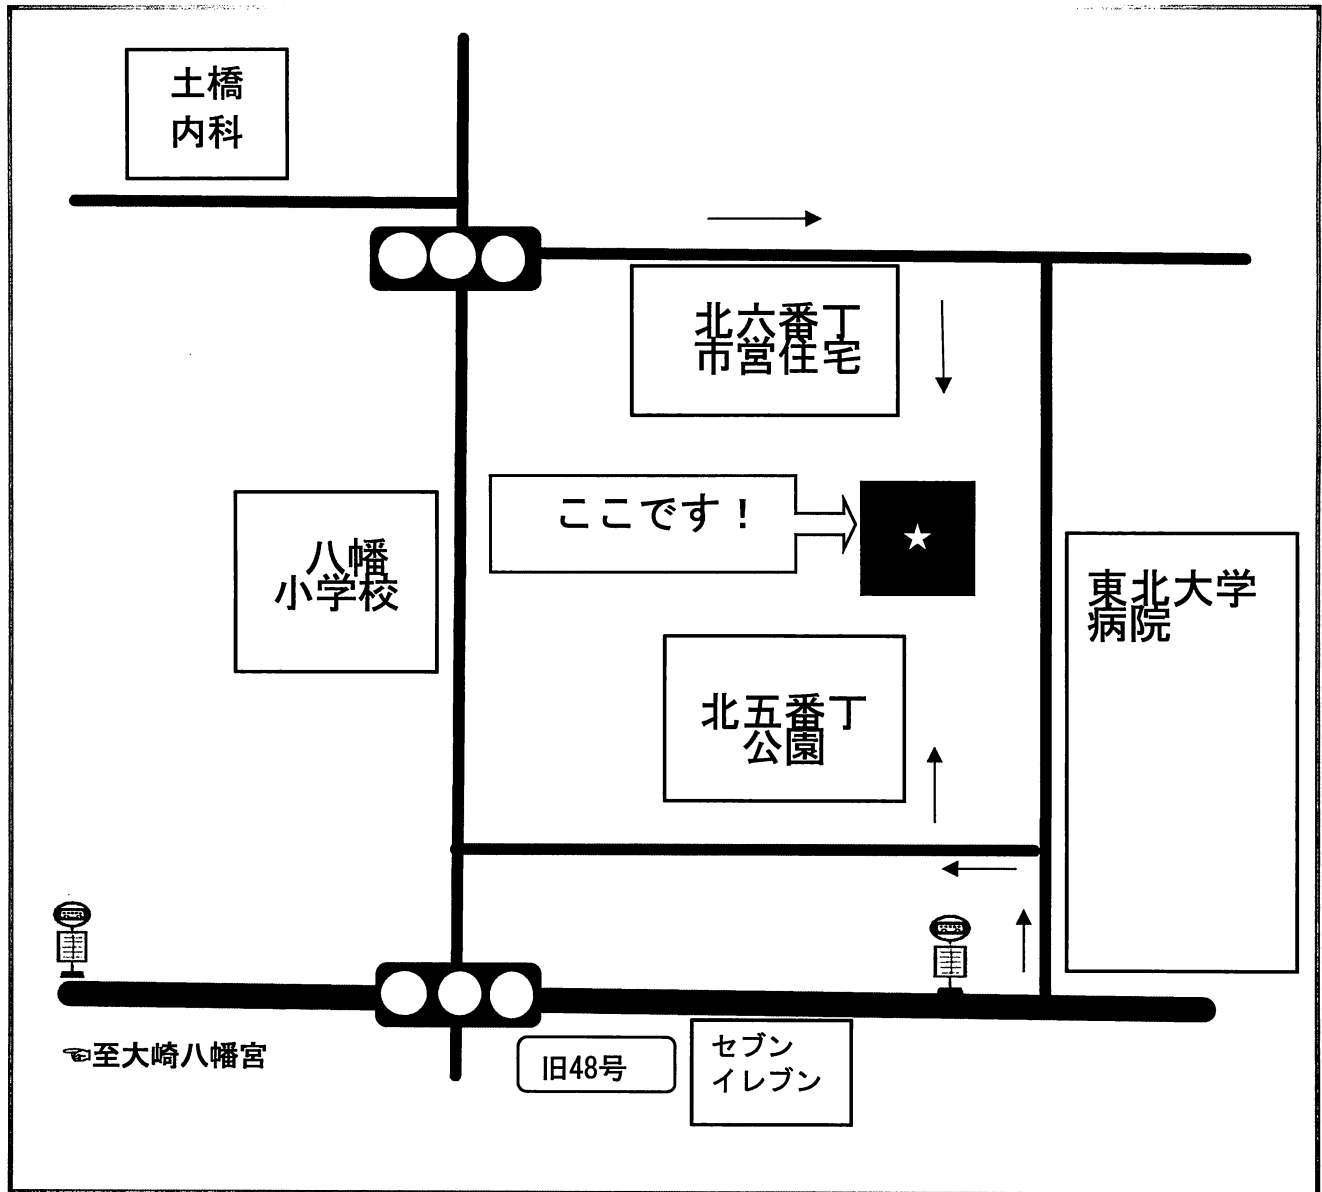 土橋
内科
北六番丁
市営住宅
ここです！
八幡
小学校
東北大学
病院
北五番丁
公園
☜至大崎八幡宮
旧48号
セブン
イレブン